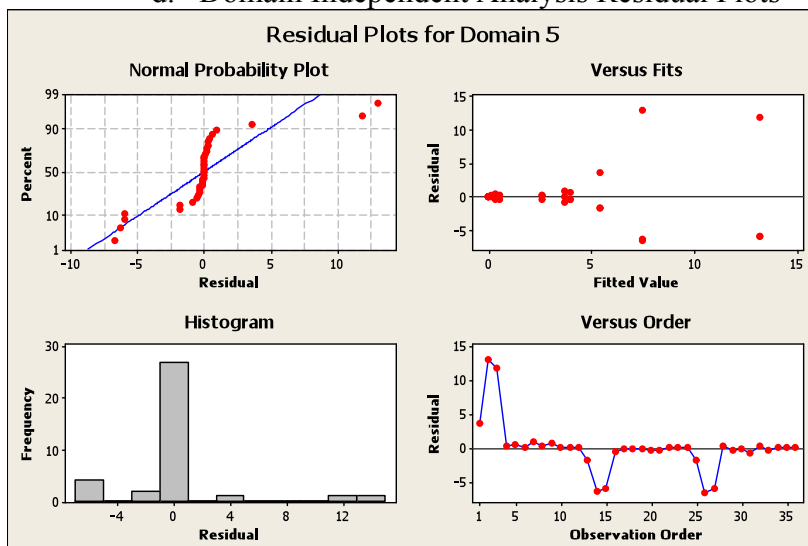 d. Domain Independent Analysis Residual Plots
Residual Plots for Domain 5
Normal Probability Plot
Percent
99
90
50
10
1
-10 -5 0 5 10
Residual
Versus Fits
Residual
15
10
5
0
-5
0 5 10 15
Fitted Value
Histogram
Frequency
30
20
10
0
-4 0 4 8 12
Residual
Versus Order
Residual
15
10
5
0
-5
1 5 10 15 20 25 30 35
Observation Order